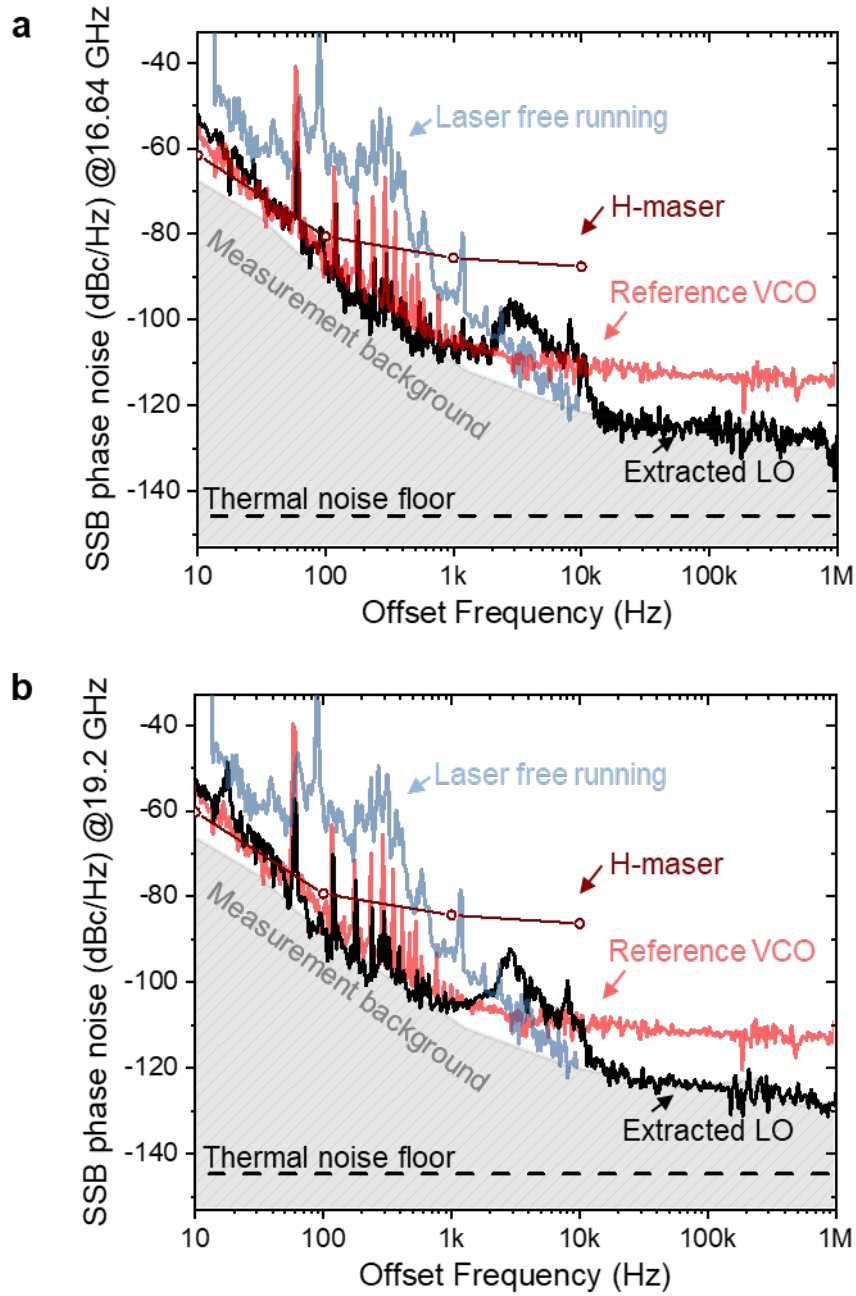 a
SSB phase noise (dBc/Hz) @16.64 GHz
-40
-60
-80
-100
-120
-140
Laser free running
H-maser
Reference VCO
Measurement background
Extracted LO
Thermal noise floor
10
100
1k
10k
100k
1M
Offset Frequency (Hz)
b
SSB phase noise (dBc/Hz) @19.2 GHz
-40
-60
-80
-100
-120
-140
Laser free running
H-maser
Reference VCO
Measurement background
Extracted LO
Thermal noise floor
10
100
1k
10k
100k
1M
Offset Frequency (Hz)